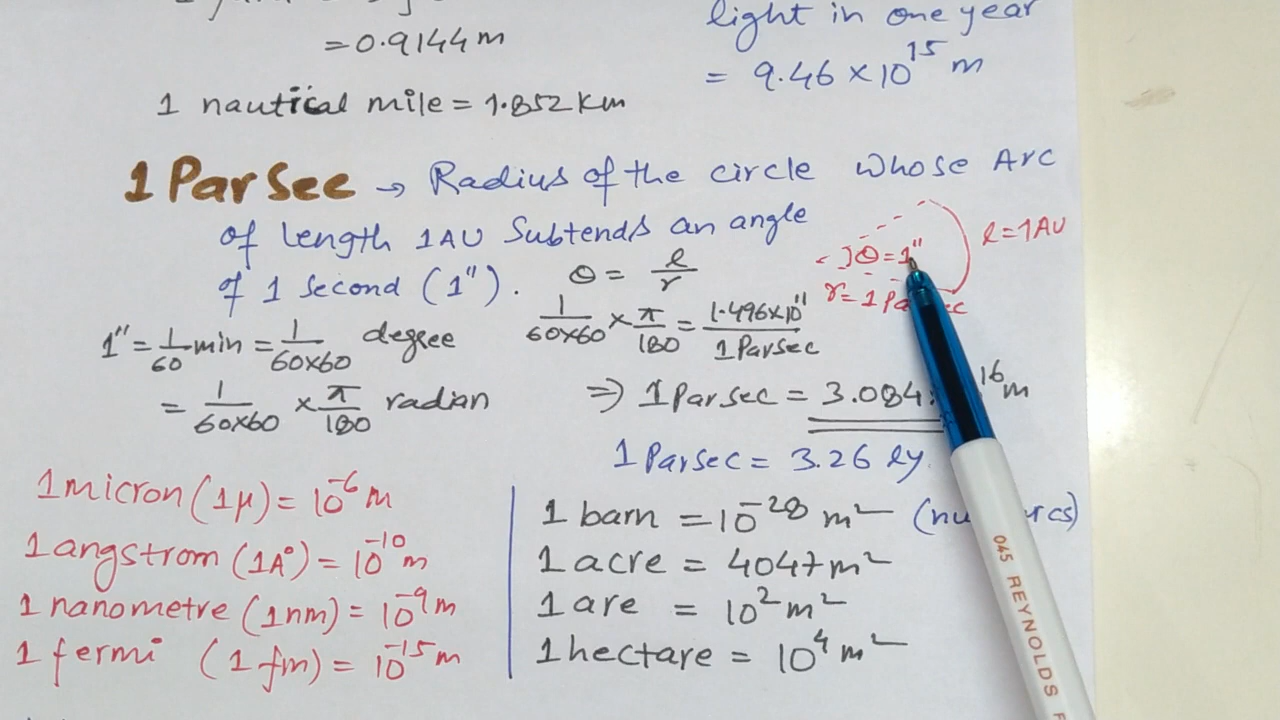 = 0.9144 m
light in one year
= 9.46 × 10¹⁵ m
1 nautical mile = 1.852 Km
1 ParSec → Radius of the circle whose Arc
of length 1AU Subtends an angle
of 1 second (1").
θ = l/r
θ = 1"
l = 1AU
r = 1 Pa ec
1" = 1/60 min = 1/60×60 degree
= 1/60×60 × π/180 radian
1/60×60 × π/180 = 1.496×10¹¹/1 Parsec
⇒ 1 Parsec = 3.084 ¹⁶ m
1 Parsec = 3.26 ly.
1 micron (1μ) = 10⁻⁶ m
1 angstrom (1A°) = 10⁻¹⁰ m
1 nanometre (1nm) = 10⁻⁹ m
1 fermi (1 fm) = 10⁻¹⁵ m
1 barn = 10⁻²⁸ m²
1 acre = 4047 m²
1 are = 10² m²
1 hectare = 10⁴ m²
045 REYNOLDS